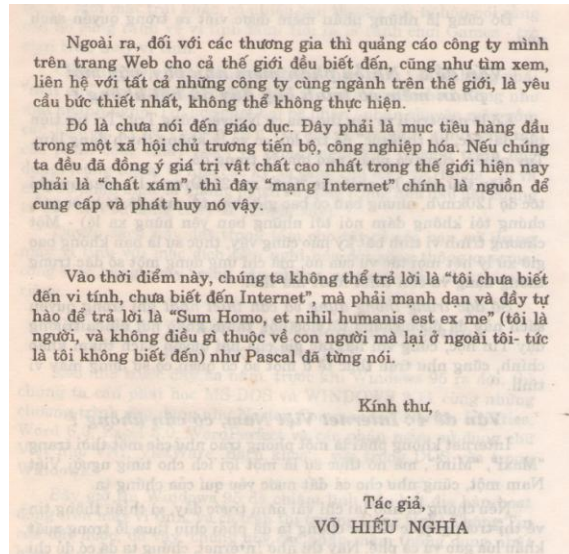 Ngoài ra, đối với các thương gia thì quảng cáo công ty mình
trên trang Web cho cả thế giới đều biết đến, cũng như tìm xem,
liên hệ với tất cả những công ty cùng ngành trên thế giới, là yêu
cầu bức thiết nhất, không thể không thực hiện.
Đó là chưa nói đến giáo dục. Đây phải là mục tiêu hàng đầu
trong một xã hội chủ trương tiến bộ, công nghiệp hóa. Nếu chúng
ta đều đã đồng ý giá trị vật chất cao nhất trong thế giới hiện nay
phải là “chất xám”, thì đây “mạng Internet” chính là nguồn để
cung cấp và phát huy nó vậy.
Vào thời điểm này, chúng ta không thể trả lời là “tôi chưa biết
đến vi tính, chưa biết đến Internet”, mà phải mạnh dạn và đầy tự
hào để trả lời là “Sum Homo, et nihil humanis est ex me” (tôi là
người, và không điều gì thuộc về con người mà lại ở ngoài tôi- tức
là tôi không biết đến) như Pascal đã từng nói.
Kính thư,
Tác giả,
VÕ HIẾU NGHĨA